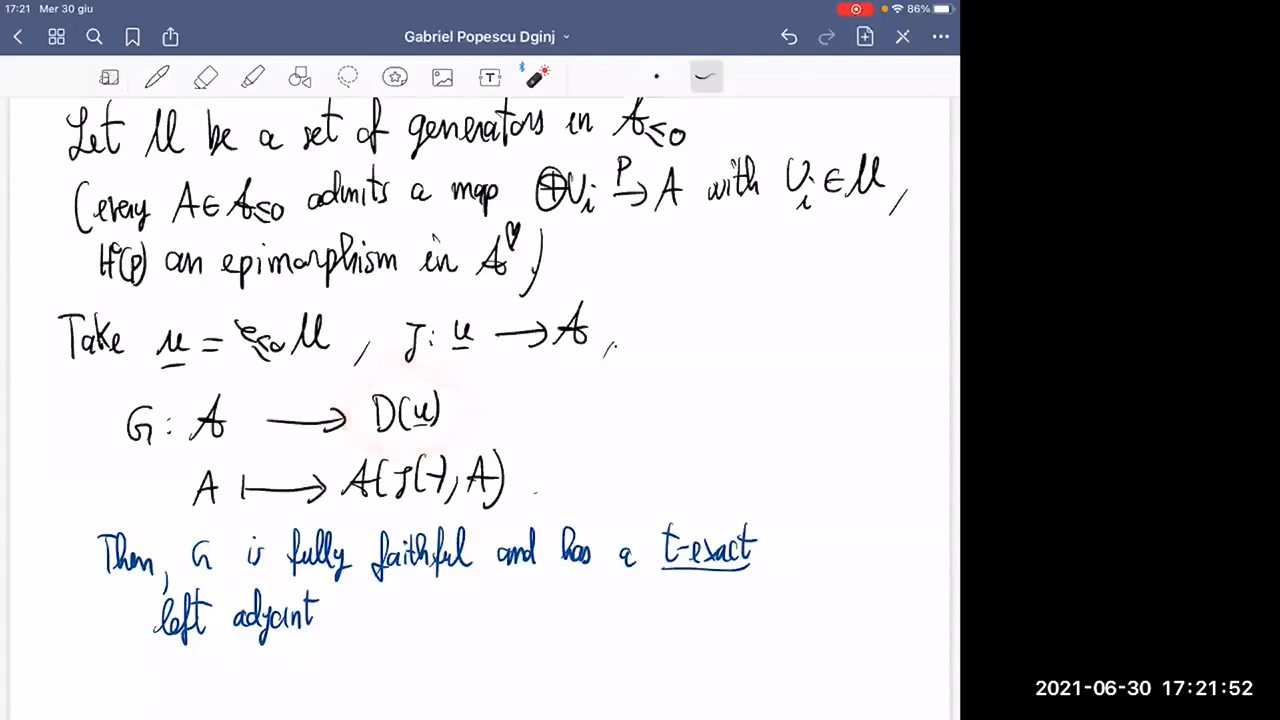 17:21 Mer 30 giu
86%
Gabriel Popescu Dginj
Let 𝒰 be a set of generators in 𝒜≤0
(every A ∈ 𝒜≤0 admits a map ⊕Uᵢ →ᴾ A with Uᵢ ∈ 𝒰,
H⁰(p) an epimorphism in 𝒜♡)
Take u = τ≤0 𝒰 , J: u → 𝒜,
G: 𝒜 → D(u)
A ↦ 𝒜(J(-), A)
Then, G is fully faithful and has a t-exact
left adjoint
2021-06-30 17:21:52